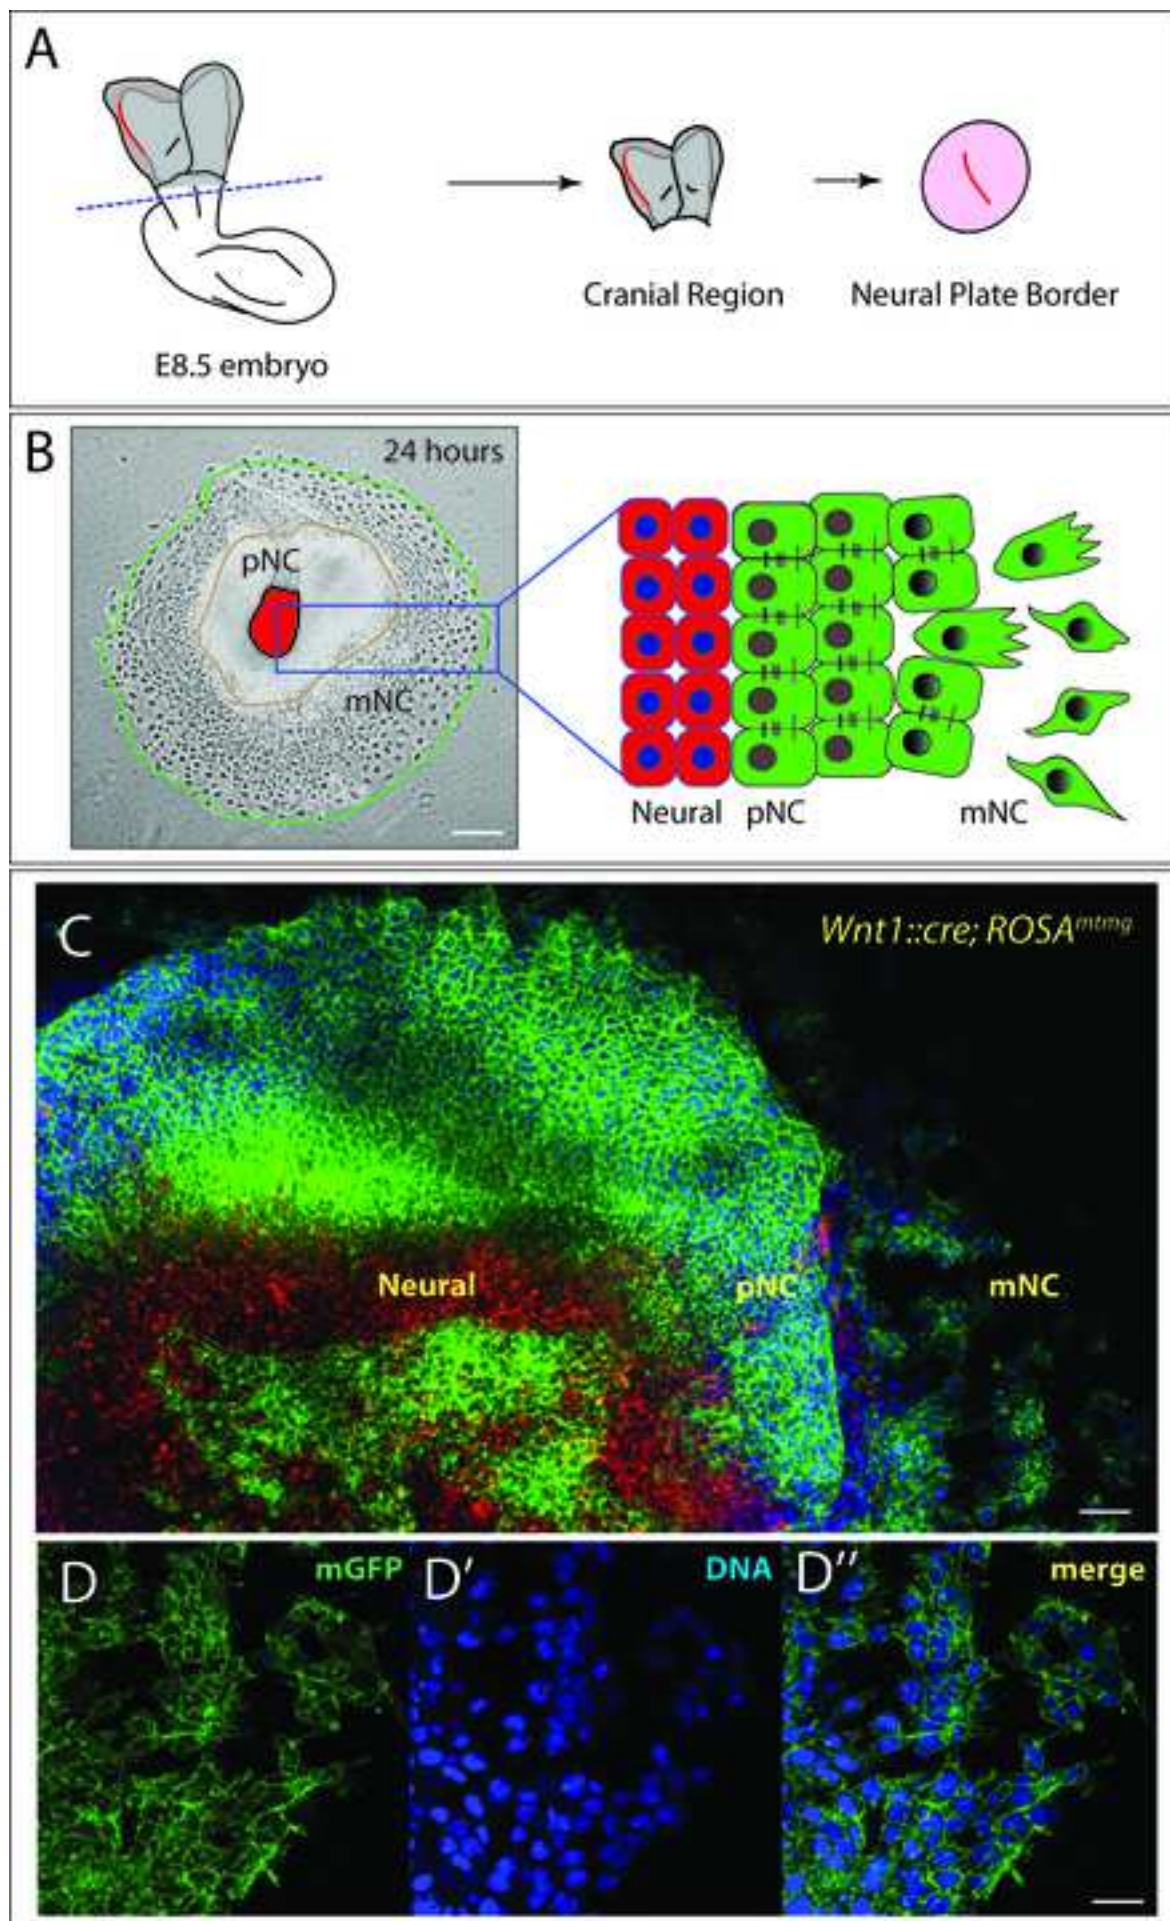 A
E8.5 embryo
Cranial Region
Neural Plate Border
B
24 hours
pNC
mNC
Neural
pNC
mNC
C
Wnt1::cre; ROSAmtmg
Neural
pNC
mNC
D
mGFP
D'
DNA
D''
merge